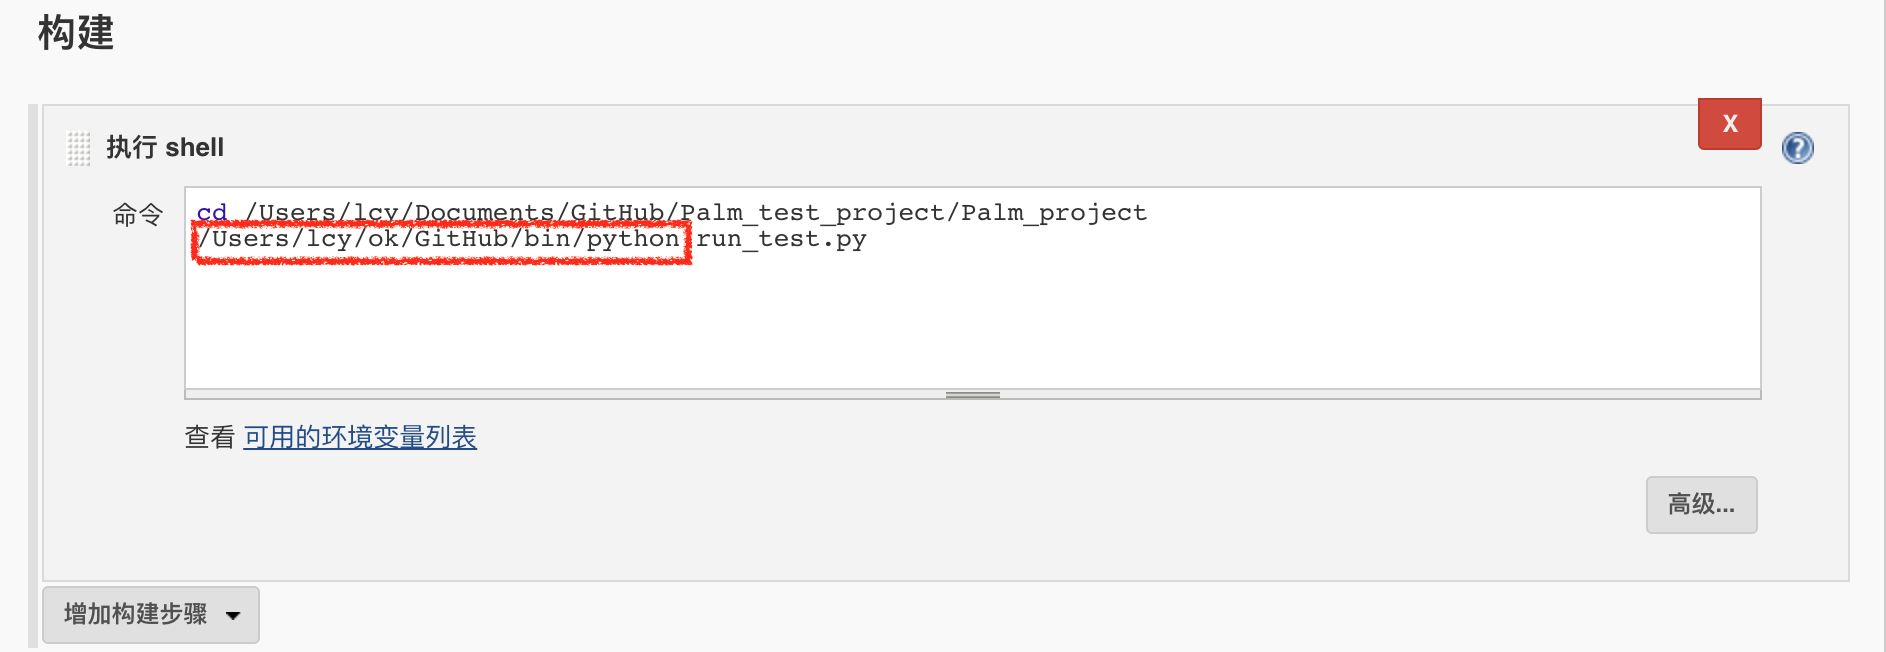 构建
X
执行 shell
命令
cd /Users/lcy/Documents/GitHub/Palm_test_project/Palm_project
/Users/lcy/ok/GitHub/bin/python run_test.py
查看 可用的环境变量列表
高级...
增加构建步骤